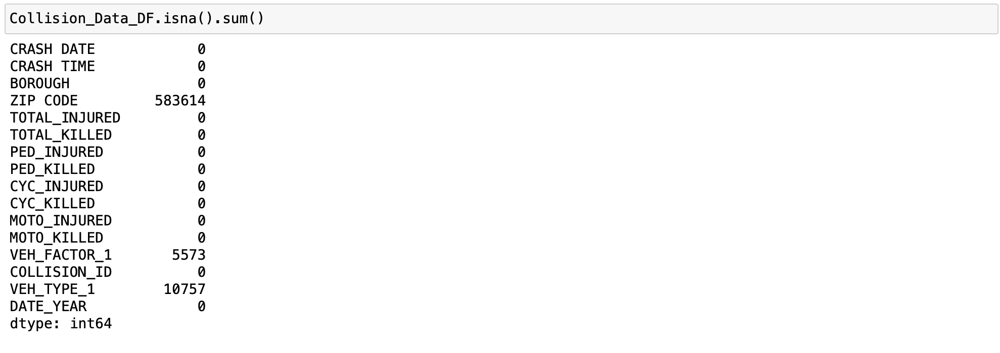 Collision_Data_DF.isna().sum()
CRASH DATE 0
CRASH TIME 0
BOROUGH 0
ZIP CODE 583614
TOTAL_INJURED 0
TOTAL_KILLED 0
PED_INJURED 0
PED_KILLED 0
CYC_INJURED 0
CYC_KILLED 0
MOTO_INJURED 0
MOTO_KILLED 0
VEH_FACTOR_1 5573
COLLISION_ID 0
VEH_TYPE_1 10757
DATE_YEAR 0
dtype: int64